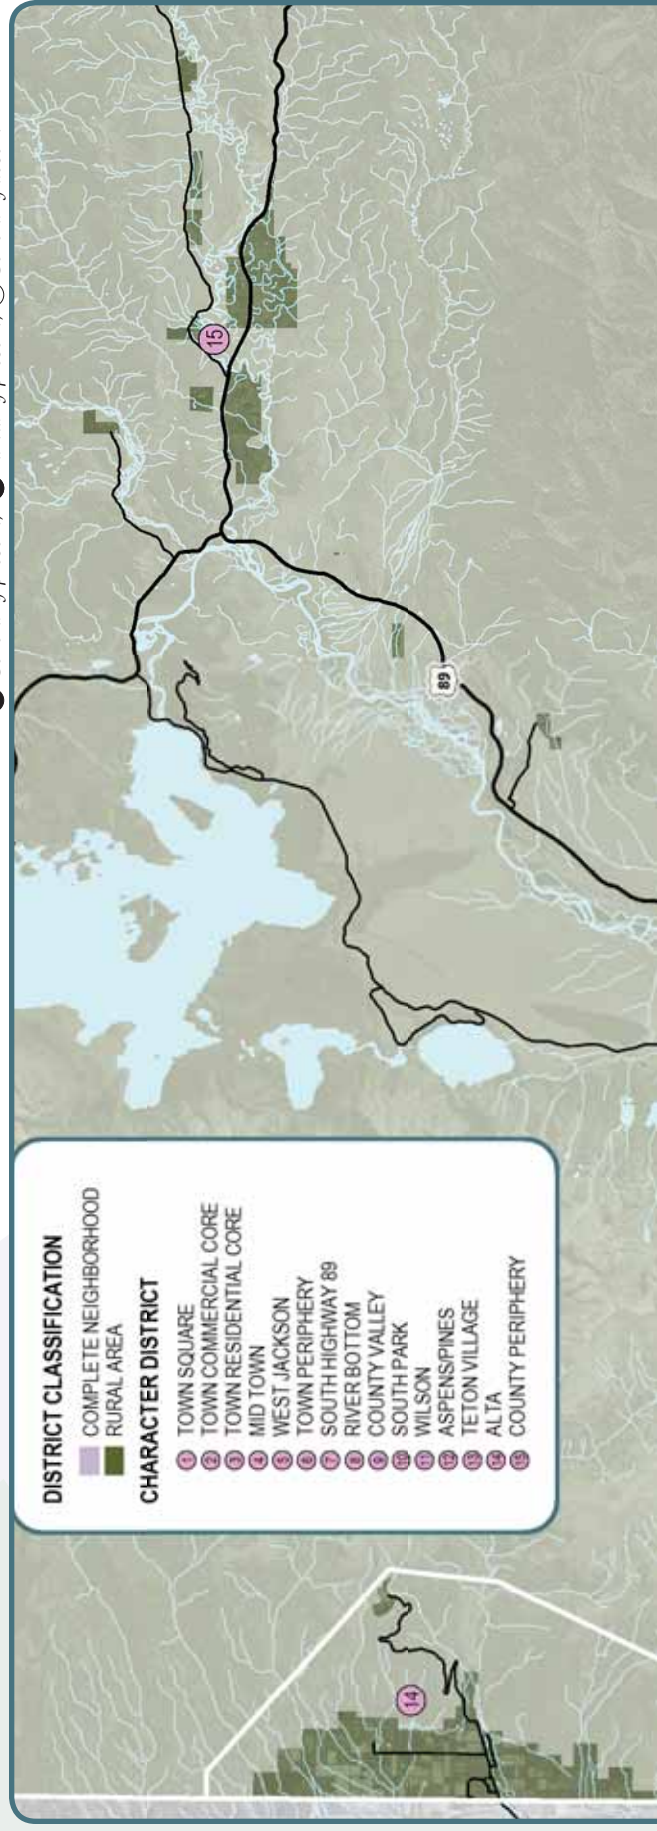 DISTRICT CLASSIFICATION
COMPLETE NEIGHBORHOOD
RURAL AREA
CHARACTER DISTRICT
1 TOWN SQUARE
2 TOWN COMMERCIAL CORE
3 TOWN RESIDENTIAL CORE
4 MID TOWN
5 WEST JACKSON
6 TOWN PERIPHERY
7 SOUTH HIGHWAY 89
8 RIVER BOTTOM
9 COUNTY VALLEY
10 SOUTH PARK
11 WILSON
12 ASPENS/PINES
13 TETON VILLAGE
14 ALTA
15 COUNTY PERIPHERY
15
89
14